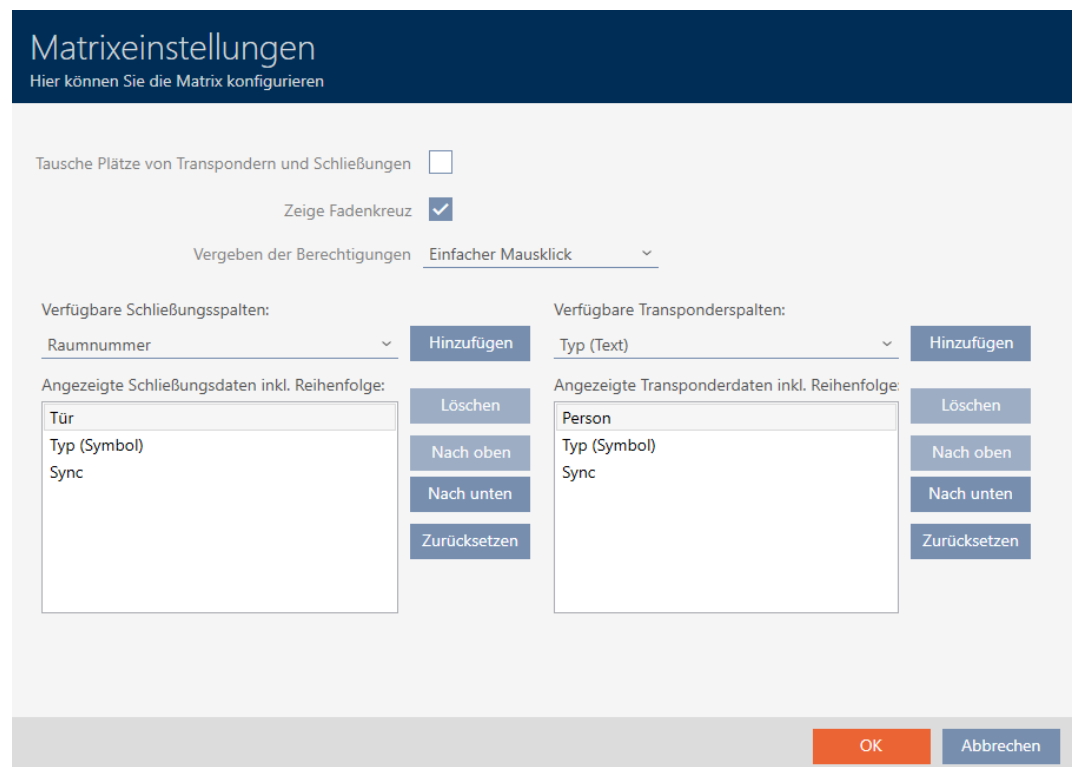 Matrixeinstellungen
Hier können Sie die Matrix konfigurieren
Tausche Plätze von Transpondern und Schließungen
Zeige Fadenkreuz
Vergeben der Berechtigungen Einfacher Mausklick
Verfügbare Schließungsspalten:
Raumnummer Hinzufügen
Angezeigte Schließungsdaten inkl. Reihenfolge:
Tür
Typ (Symbol)
Sync
Löschen
Nach oben
Nach unten
Zurücksetzen
Verfügbare Transponderspalten:
Typ (Text) Hinzufügen
Angezeigte Transponderdaten inkl. Reihenfolge:
Person
Typ (Symbol)
Sync
Löschen
Nach oben
Nach unten
Zurücksetzen
OK Abbrechen